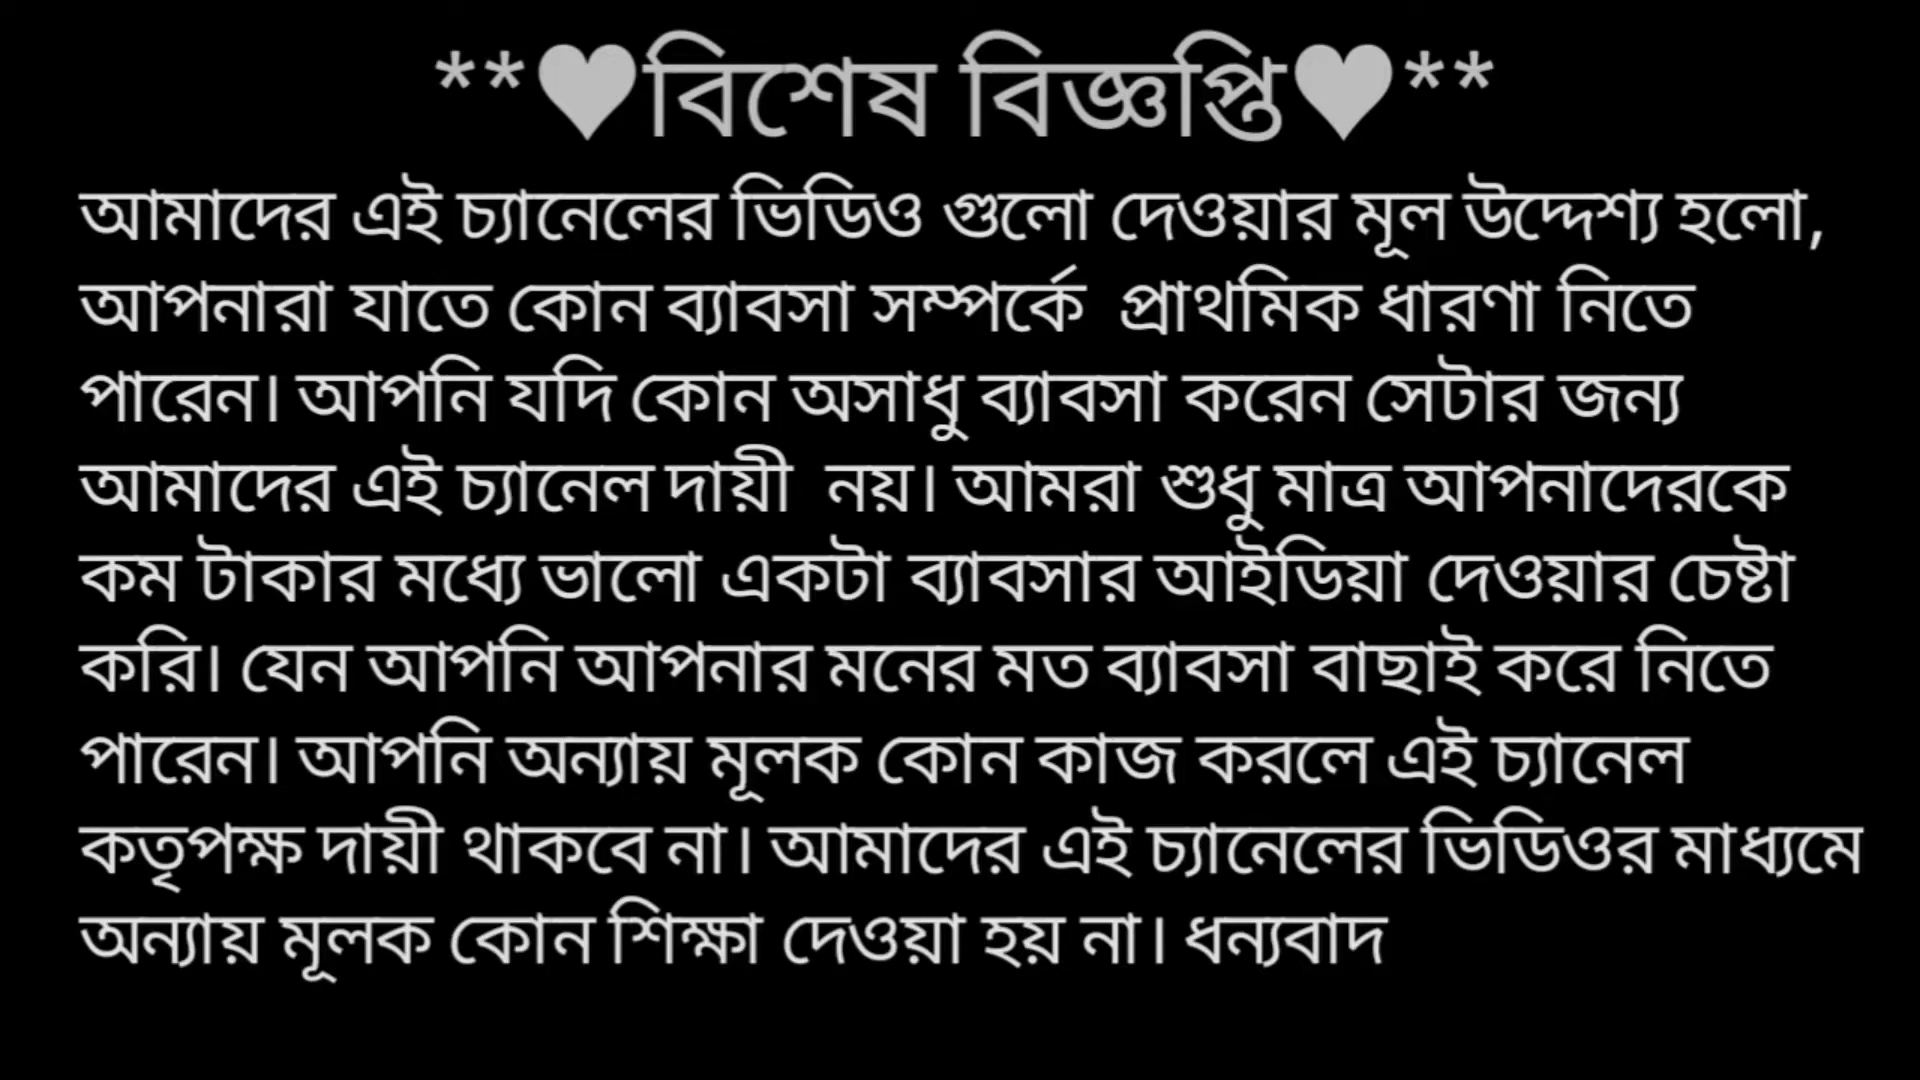 **♥বিশেষ বিজ্ঞপ্তি♥**
আমাদের এই চ্যানেলের ভিডিও গুলো দেওয়ার মূল উদ্দেশ্য হলো,
আপনারা যাতে কোন ব্যাবসা সম্পর্কে প্রাথমিক ধারণা নিতে
পারেন। আপনি যদি কোন অসাধু ব্যাবসা করেন সেটার জন্য
আমাদের এই চ্যানেল দায়ী নয়। আমরা শুধু মাত্র আপনাদেরকে
কম টাকার মধ্যে ভালো একটা ব্যাবসার আইডিয়া দেওয়ার চেষ্টা
করি। যেন আপনি আপনার মনের মত ব্যাবসা বাছাই করে নিতে
পারেন। আপনি অন্যায় মূলক কোন কাজ করলে এই চ্যানেল
কতৃপক্ষ দায়ী থাকবে না। আমাদের এই চ্যানেলের ভিডিওর মাধ্যমে
অন্যায় মূলক কোন শিক্ষা দেওয়া হয় না। ধন্যবাদ